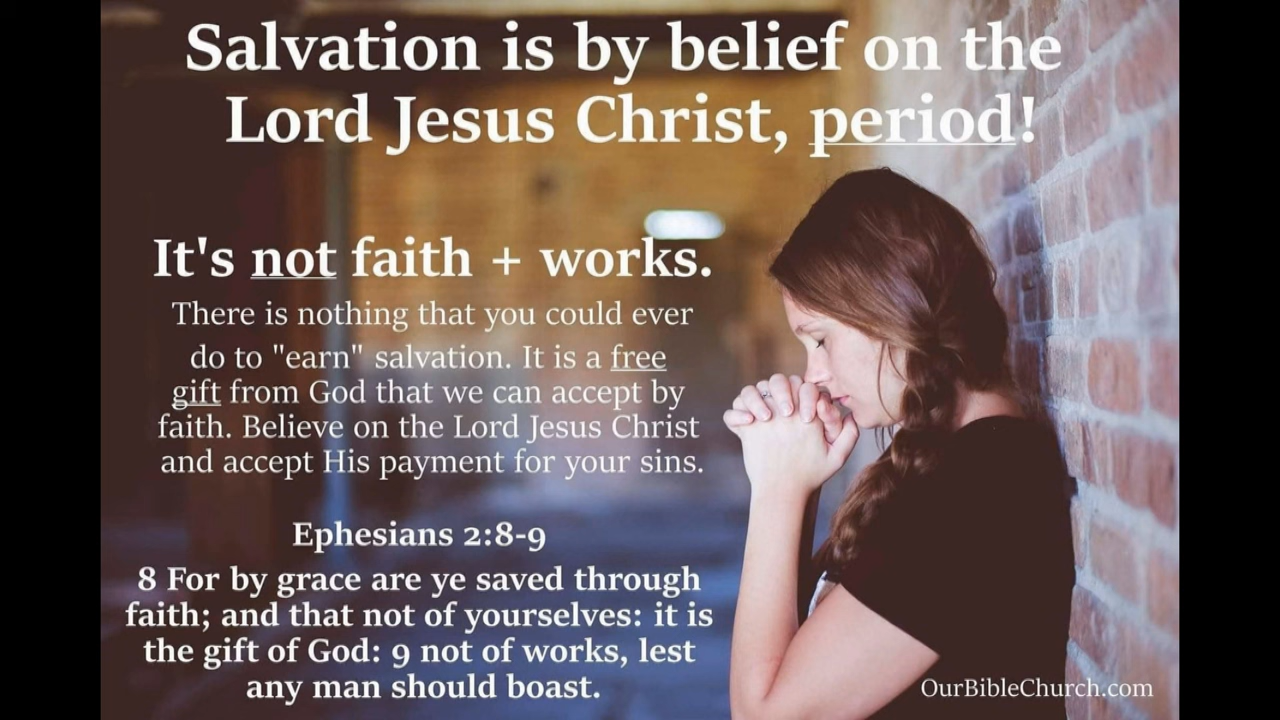 Salvation is by belief on the
Lord Jesus Christ, period!
It's not faith + works.
There is nothing that you could ever
do to "earn" salvation. It is a free
gift from God that we can accept by
faith. Believe on the Lord Jesus Christ
and accept His payment for your sins.
Ephesians 2:8-9
8 For by grace are ye saved through
faith; and that not of yourselves: it is
the gift of God: 9 not of works, lest
any man should boast.
OurBibleChurch.com